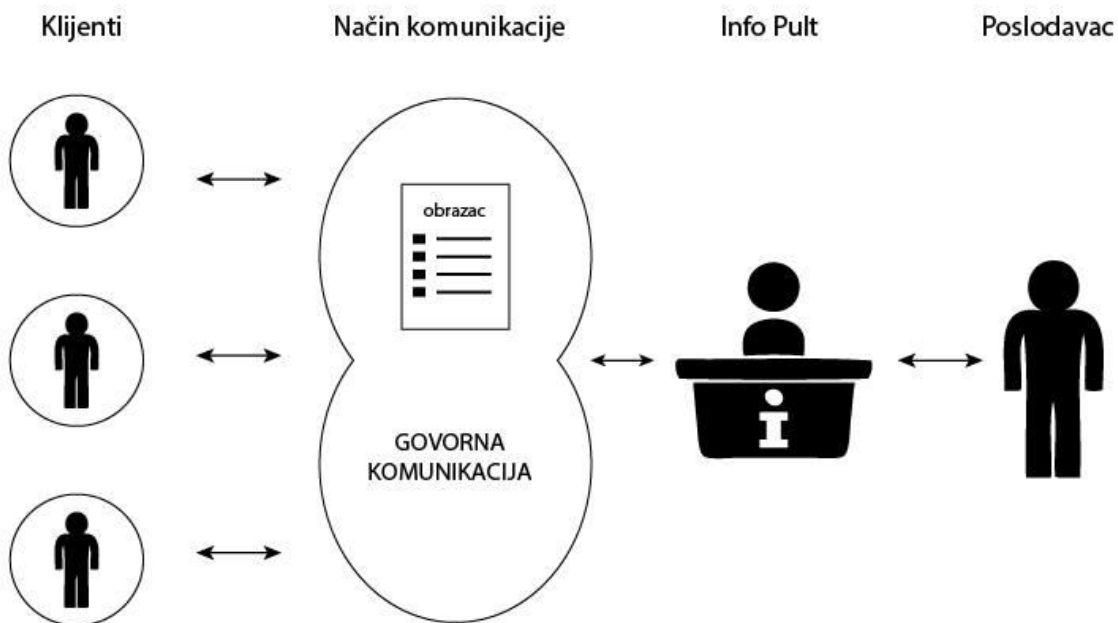 Klijenti
Način komunikacije
Info Pult
Poslodavac
obrazac
GOVORNA
KOMUNIKACIJA
i